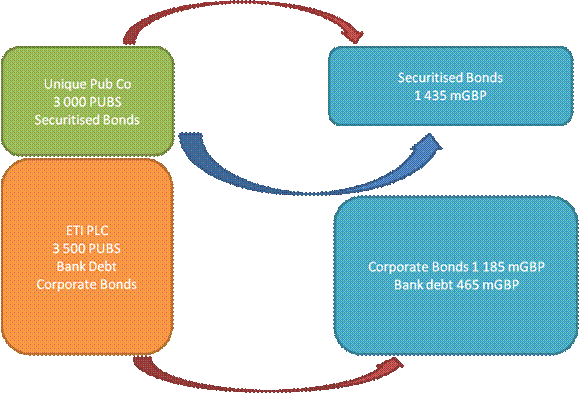 Unique Pub Co
3 000 PUBS
Securitised Bonds
Securitised Bonds
1 435 mGBP
ETI PLC
3 500 PUBS
Bank Debt
Corporate Bonds
Corporate Bonds 1 185 mGBP
Bank debt 465 mGBP